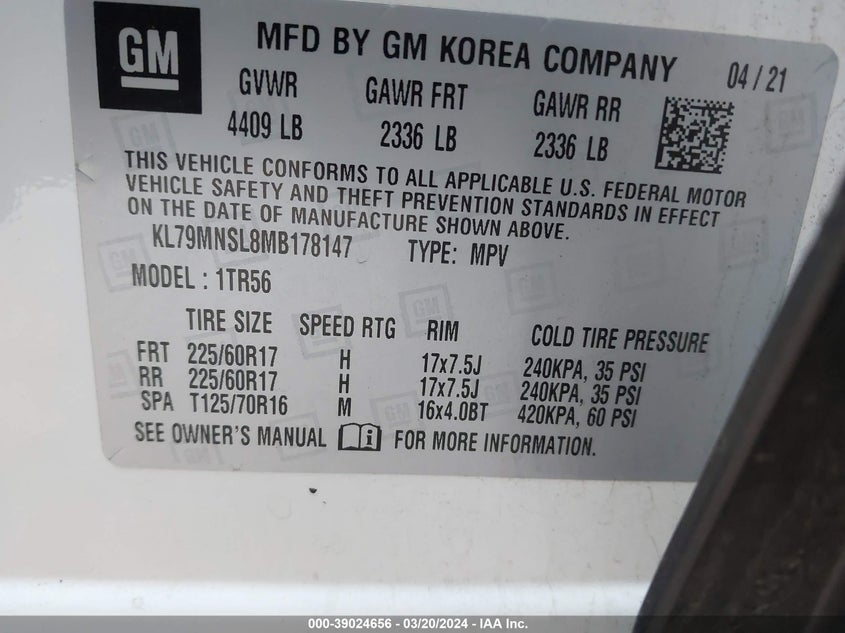 GM
MFD BY GM KOREA COMPANY 04 / 21
GVWR GAWR FRT GAWR RR
4409 LB 2336 LB 2336 LB
THIS VEHICLE CONFORMS TO ALL APPLICABLE U.S. FEDERAL MOTOR
VEHICLE SAFETY AND THEFT PREVENTION STANDARDS IN EFFECT
ON THE DATE OF MANUFACTURE SHOWN ABOVE.
KL79MNSL8MB178147 TYPE: MPV
MODEL : 1TR56
TIRE SIZE SPEED RTG RIM COLD TIRE PRESSURE
FRT 225/60R17 H 17x7.5J 240KPA, 35 PSI
RR 225/60R17 H 17x7.5J 240KPA, 35 PSI
SPA T125/70R16 M 16x4.0BT 420KPA, 60 PSI
SEE OWNER'S MANUAL i FOR MORE INFORMATION.
000-39024656 - 03/20/2024 - IAA Inc.